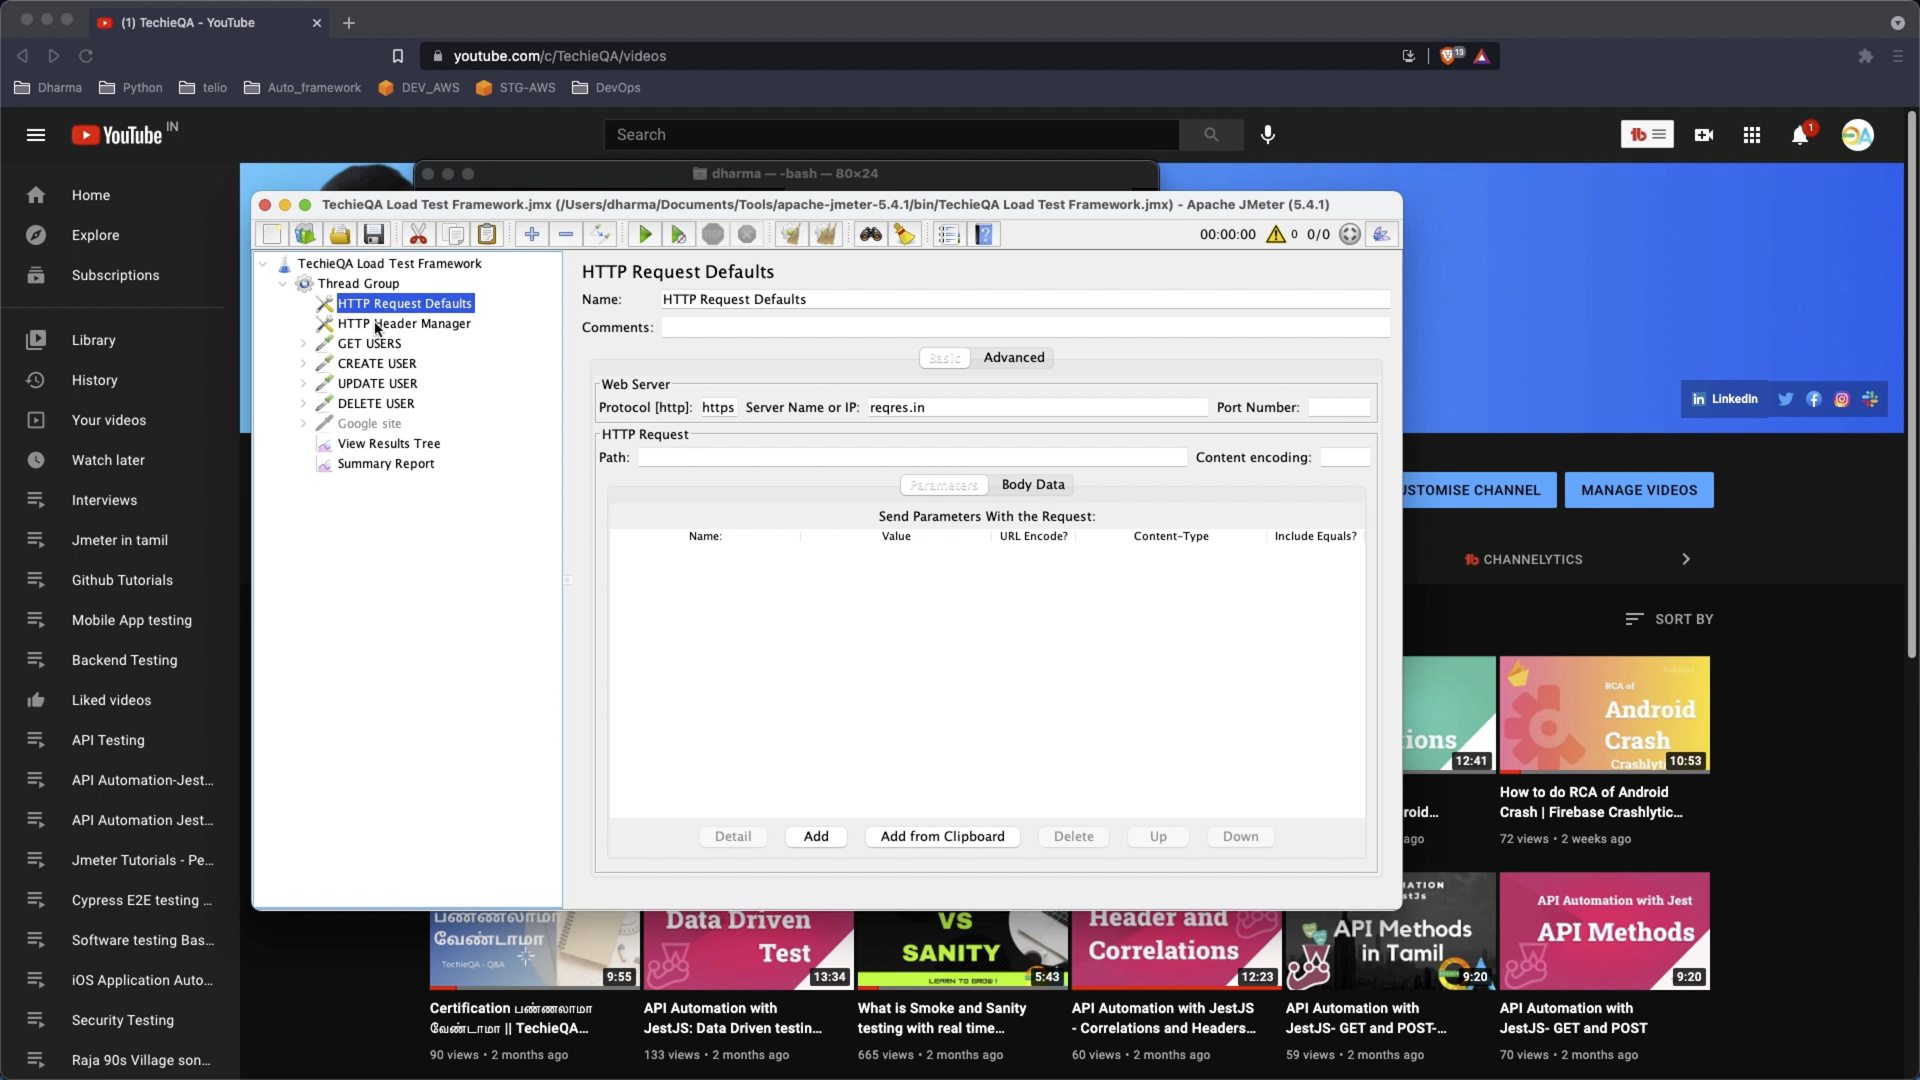 (1) TechieQA - YouTube
youtube.com/c/TechieQA/videos
13
Dharma
Python
telio
Auto_framework
DEV_AWS
STG-AWS
DevOps
YouTube IN
Search
1
Home
Explore
Subscriptions
Library
History
Your videos
Watch later
Interviews
Jmeter in tamil
Github Tutorials
Mobile App testing
Backend Testing
Liked videos
API Testing
API Automation-Jest...
API Automation Jest...
Jmeter Tutorials - Pe...
Cypress E2E testing ...
Software testing Bas...
iOS Application Auto...
Security Testing
Raja 90s Village son...
dharma — -bash — 80×24
TechieQA Load Test Framework.jmx (/Users/dharma/Documents/Tools/apache-jmeter-5.4.1/bin/TechieQA Load Test Framework.jmx) - Apache JMeter (5.4.1)
00:00:00
0
0/0
TechieQA Load Test Framework
Thread Group
HTTP Request Defaults
HTTP Header Manager
GET USERS
CREATE USER
UPDATE USER
DELETE USER
Google site
View Results Tree
Summary Report
HTTP Request Defaults
Name: HTTP Request Defaults
Comments:
Basic Advanced
Web Server
Protocol [http]: https Server Name or IP: reqres.in Port Number:
HTTP Request
Path: Content encoding:
Parameters Body Data
Send Parameters With the Request:
Name: Value URL Encode? Content-Type Include Equals?
Detail Add Add from Clipboard Delete Up Down
LinkedIn
USTOMISE CHANNEL
MANAGE VIDEOS
CHANNELYTICS
SORT BY
ions
12:41
roid...
ago
RCA of
Android
Crash
Crashlyti
10:53
How to do RCA of Android
Crash | Firebase Crashlytic...
72 views • 2 weeks ago
பண்ணலாமா
வேண்டாமா
TechieQA - Q&A
9:55
Certification பண்ணலாமா
வேண்டாமா || TechieQA...
90 views • 2 months ago
Data Driven
Test
13:34
API Automation with
JestJS: Data Driven testin...
133 views • 2 months ago
VS
SANITY
LEARN TO GROW !
5:43
What is Smoke and Sanity
testing with real time...
665 views • 2 months ago
Header and
Correlations
12:23
API Automation with JestJS
- Correlations and Headers...
60 views • 2 months ago
API Methods
in Tamil
9:20
API Automation with
JestJS- GET and POST-...
59 views • 2 months ago
API Automation with Jest
API Methods
9:20
API Automation with
JestJS- GET and POST
70 views • 2 months ago